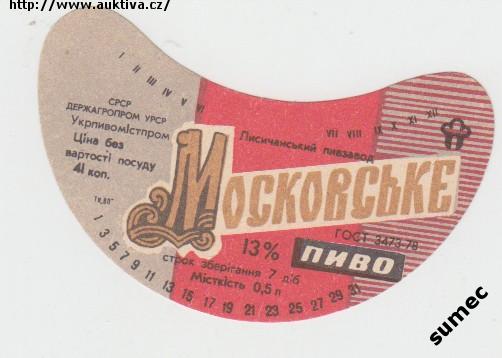 http://www.auktiva.cz/
I II III IV V VI
VII VIII IX X XI XII
СРСР
ДЕРЖАГРОПРОМ УРСР
Укрпивомістпром
Ціна без
вартості посуду
41 коп.
Лисичанський пивзавод
МОСКОВСЬКЕ
ГОСТ 3473-78
13% ПИВО
строк зберігання 7 діб
Місткість 0,5 л
1 3 5 7 9 11 13 15 17 19 21 23 25 27 29 31
sumec